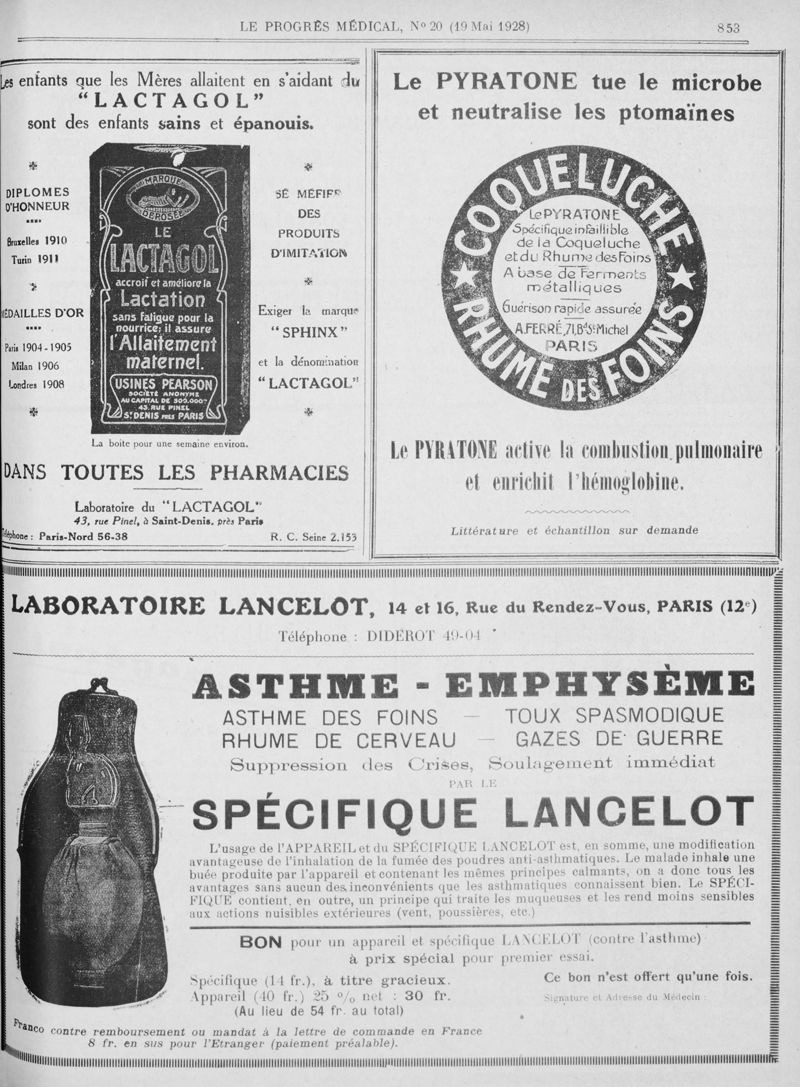 LE PROGRÈS MÉDICAL, No 20 (19 Mai 1928)
853
Les enfants que les Mères allaitent en s'aidant du
"LACTAGOL"
sont des enfants sains et épanouis.
DIPLOMES
D'HONNEUR
Bruxelles 1910
Turin 1911
MÉDAILLES D'OR
Paris 1904-1905
Milan 1906
Londres 1908
MARQUE
DÉPOSÉE
LE
LACTAGOL
accroit et améliore la
Lactation
sans fatigue pour la
nourrice; il assure
l'Allaitement
maternel.
USINES PEARSON
SOCIÉTÉ ANONYME
AU CAPITAL DE 500.000F
43, RUE PINEL
ST DENIS PRÈS PARIS
SE MÉFIER
DES
PRODUITS
D'IMITATION
Exiger la marque
"SPHINX"
et la dénomination
"LACTAGOL"
La boite pour une semaine environ.
DANS TOUTES LES PHARMACIES
Laboratoire du "LACTAGOL"
43, rue Pinel, à Saint-Denis, près Paris
Téléphone : Paris-Nord 56-38
R. C. Seine 2.153
Le PYRATONE tue le microbe
et neutralise les ptomaïnes
COQUELUCHE
Le PYRATONE
Spécifique infaillible
de la Coqueluche
et du Rhume des Foins
A base de Ferments
métalliques
Guérison rapide assurée
A. FERRÉ, 71, Bd St Michel
PARIS
RHUME DES FOINS
Le PYRATONE active la combustion pulmonaire
et enrichit l'hémoglobine.
Littérature et échantillon sur demande
LABORATOIRE LANCELOT, 14 et 16, Rue du Rendez-Vous, PARIS (12e)
Téléphone : DIDEROT 49-04
ASTHME - EMPHYSÈME
ASTHME DES FOINS — TOUX SPASMODIQUE
RHUME DE CERVEAU — GAZES DE GUERRE
Suppression des Crises, Soulagement immédiat
PAR LE
SPÉCIFIQUE LANCELOT
L'usage de l'APPAREIL et du SPÉCIFIQUE LANCELOT est, en somme, une modification
avantageuse de l'inhalation de la fumée des poudres anti-asthmatiques. Le malade inhale une
buée produite par l'appareil et contenant les mêmes principes calmants, on a donc tous les
avantages sans aucun des inconvénients que les asthmatiques connaissent bien. Le SPÉCI-
FIQUE contient, en outre, un principe qui traite les muqueuses et les rend moins sensibles
aux actions nuisibles extérieures (vent, poussières, etc.)
BON pour un appareil et spécifique LANCELOT (contre l'asthme)
à prix spécial pour premier essai.
Spécifique (14 fr.), à titre gracieux.
Appareil (40 fr.) 25 % net : 30 fr.
(Au lieu de 54 fr. au total)
Ce bon n'est offert qu'une fois.
Signature et Adresse du Médecin :
Franco contre remboursement ou mandat à la lettre de commande en France
8 fr. en sus pour l'Etranger (paiement préalable).